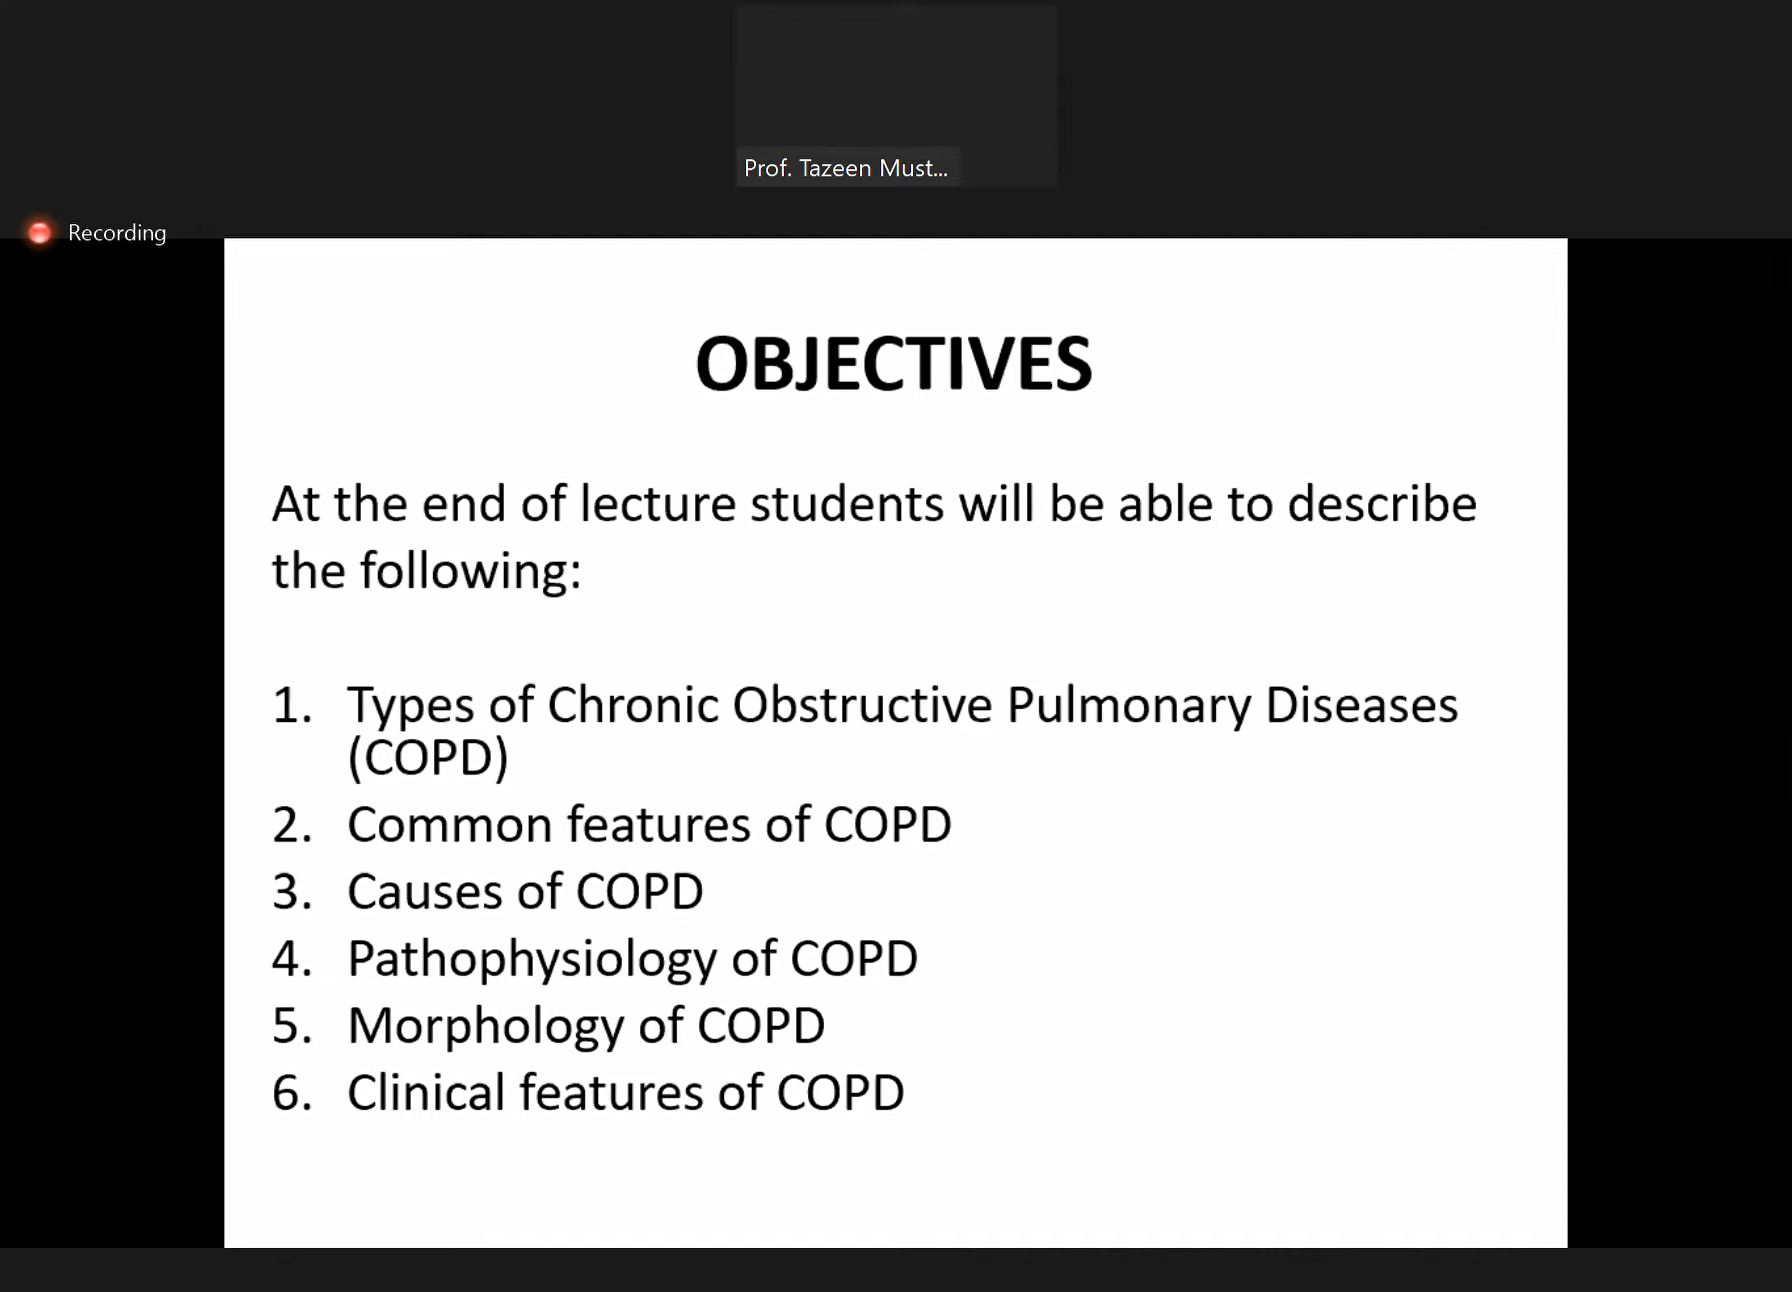 Prof. Tazeen Must...
Recording
OBJECTIVES
At the end of lecture students will be able to describe
the following:
1. Types of Chronic Obstructive Pulmonary Diseases
(COPD)
2. Common features of COPD
3. Causes of COPD
4. Pathophysiology of COPD
5. Morphology of COPD
6. Clinical features of COPD